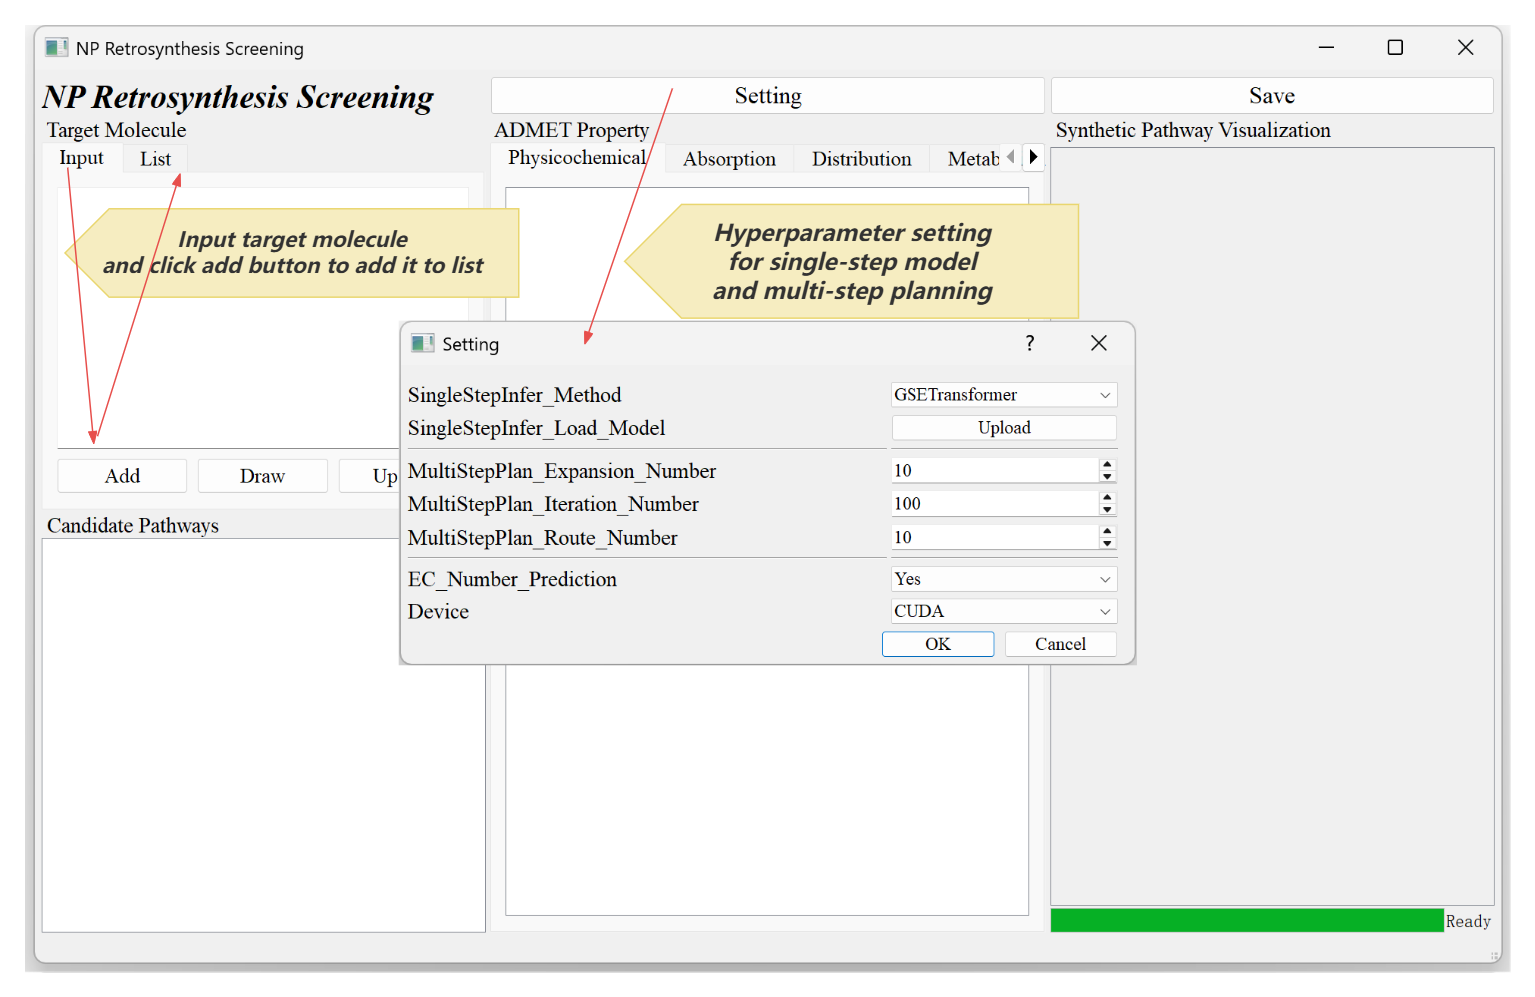 NP Retrosynthesis Screening
NP Retrosynthesis Screening
Setting
Save
Target Molecule
ADMET Property
Synthetic Pathway Visualization
Input
List
Physicochemical
Absorption
Distribution
Metab
Input target molecule
and click add button to add it to list
Hyperparameter setting
for single-step model
and multi-step planning
Setting
?
SingleStepInfer_Method
GSETransformer
SingleStepInfer_Load_Model
Upload
MultiStepPlan_Expansion_Number
10
MultiStepPlan_Iteration_Number
100
MultiStepPlan_Route_Number
10
EC_Number_Prediction
Yes
Device
CUDA
OK
Cancel
Add
Draw
Up
Candidate Pathways
Ready